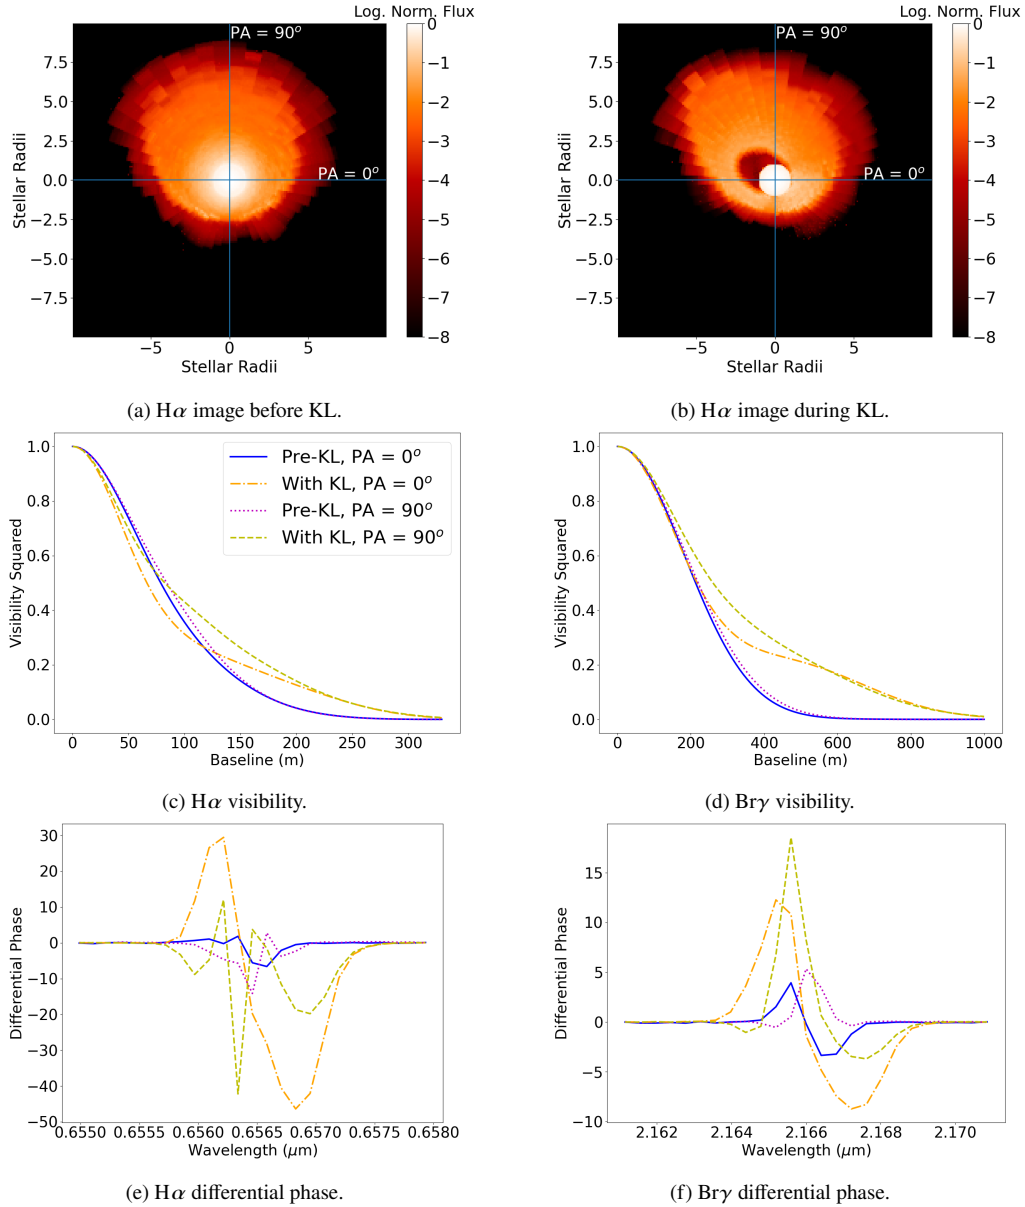 Log. Norm. Flux
PA = 90°
PA = 0°
7.5
5.0
2.5
0.0
−2.5
−5.0
−7.5
Stellar Radii
−5
0
5
Stellar Radii
0
−1
−2
−3
−4
−5
−6
−7
−8
(a) Hα image before KL.
Log. Norm. Flux
PA = 90°
PA = 0°
7.5
5.0
2.5
0.0
−2.5
−5.0
−7.5
Stellar Radii
−5
0
5
Stellar Radii
0
−1
−2
−3
−4
−5
−6
−7
−8
(b) Hα image during KL.
1.0
0.8
0.6
0.4
0.2
0.0
Visibility Squared
Pre-KL, PA = 0°
With KL, PA = 0°
Pre-KL, PA = 90°
With KL, PA = 90°
0 50 100 150 200 250 300
Baseline (m)
(c) Hα visibility.
1.0
0.8
0.6
0.4
0.2
0.0
Visibility Squared
0 200 400 600 800 1000
Baseline (m)
(d) Brγ visibility.
30
20
10
0
−10
−20
−30
−40
−50
Differential Phase
0.6550 0.6555 0.6560 0.6565 0.6570 0.6575 0.6580
Wavelength (μm)
(e) Hα differential phase.
15
10
5
0
−5
−10
Differential Phase
2.162 2.164 2.166 2.168 2.170
Wavelength (μm)
(f) Brγ differential phase.